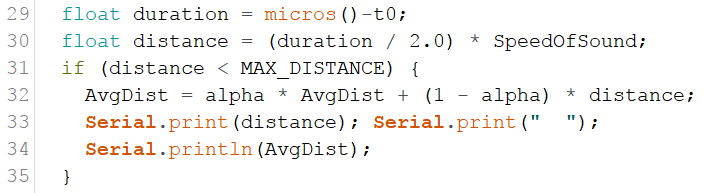 29 float duration = micros()-t0;
30 float distance = (duration / 2.0) * SpeedOfSound;
31 if (distance < MAX_DISTANCE) {
32   AvgDist = alpha * AvgDist + (1 - alpha) * distance;
33   Serial.print(distance); Serial.print("  ");
34   Serial.println(AvgDist);
35 }